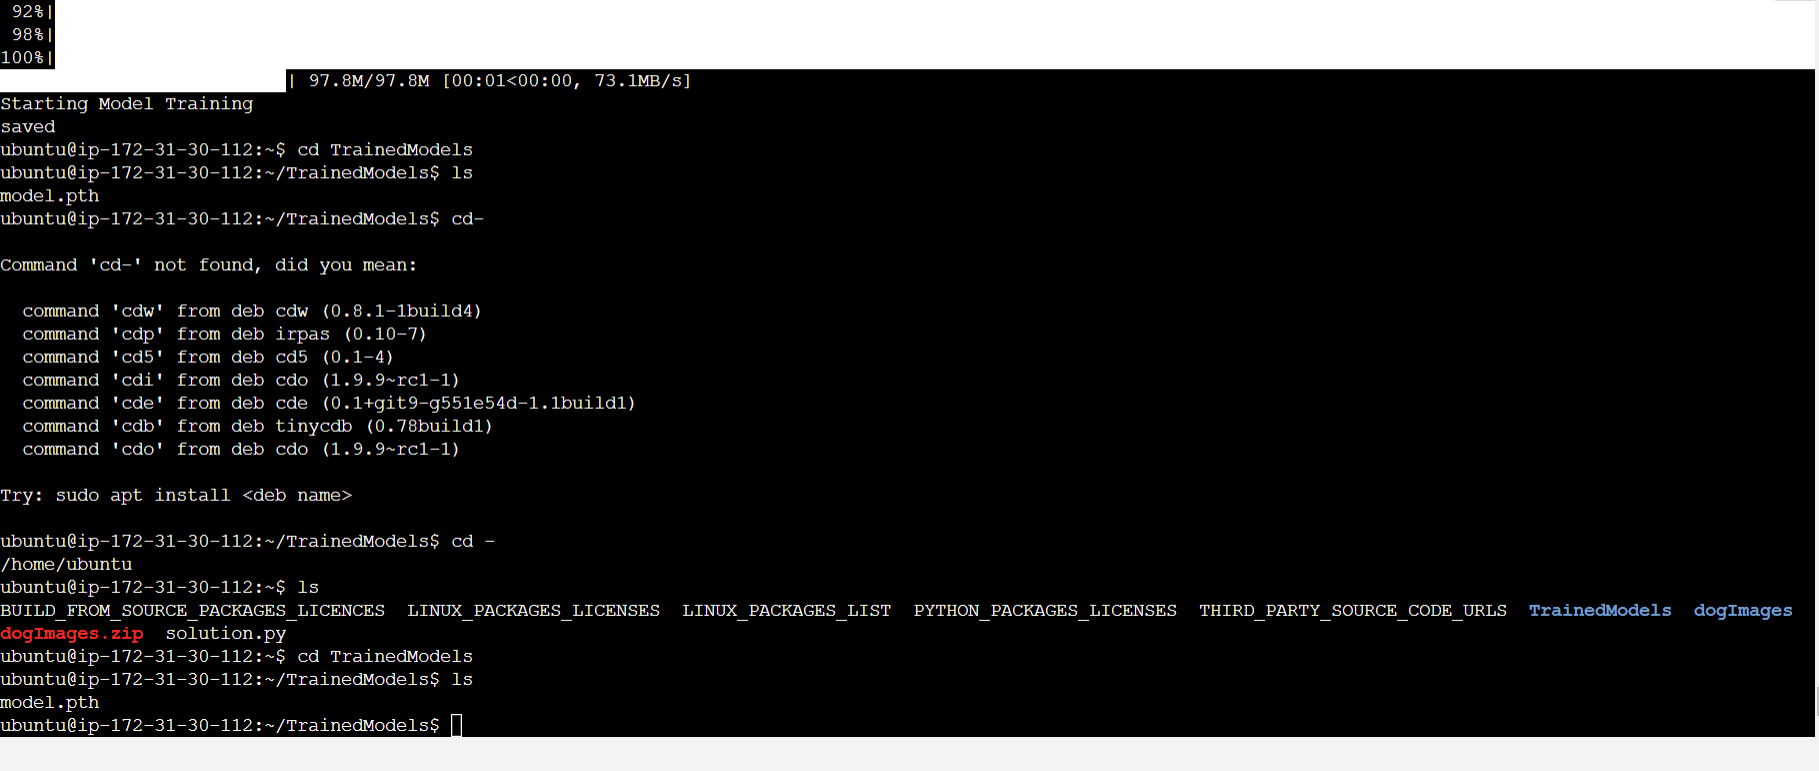 92%|
98%|
100%|
| 97.8M/97.8M [00:01<00:00, 73.1MB/s]
Starting Model Training
saved
ubuntu@ip-172-31-30-112:~$ cd TrainedModels
ubuntu@ip-172-31-30-112:~/TrainedModels$ ls
model.pth
ubuntu@ip-172-31-30-112:~/TrainedModels$ cd-
Command 'cd-' not found, did you mean:
command 'cdw' from deb cdw (0.8.1-1build4)
command 'cdp' from deb irpas (0.10-7)
command 'cd5' from deb cd5 (0.1-4)
command 'cdi' from deb cdo (1.9.9~rc1-1)
command 'cde' from deb cde (0.1+git9-g551e54d-1.1build1)
command 'cdb' from deb tinycdb (0.78build1)
command 'cdo' from deb cdo (1.9.9~rc1-1)
Try: sudo apt install <deb name>
ubuntu@ip-172-31-30-112:~/TrainedModels$ cd -
/home/ubuntu
ubuntu@ip-172-31-30-112:~$ ls
BUILD_FROM_SOURCE_PACKAGES_LICENCES  LINUX_PACKAGES_LICENSES  LINUX_PACKAGES_LIST  PYTHON_PACKAGES_LICENSES  THIRD_PARTY_SOURCE_CODE_URLS  TrainedModels  dogImages
dogImages.zip  solution.py
ubuntu@ip-172-31-30-112:~$ cd TrainedModels
ubuntu@ip-172-31-30-112:~/TrainedModels$ ls
model.pth
ubuntu@ip-172-31-30-112:~/TrainedModels$